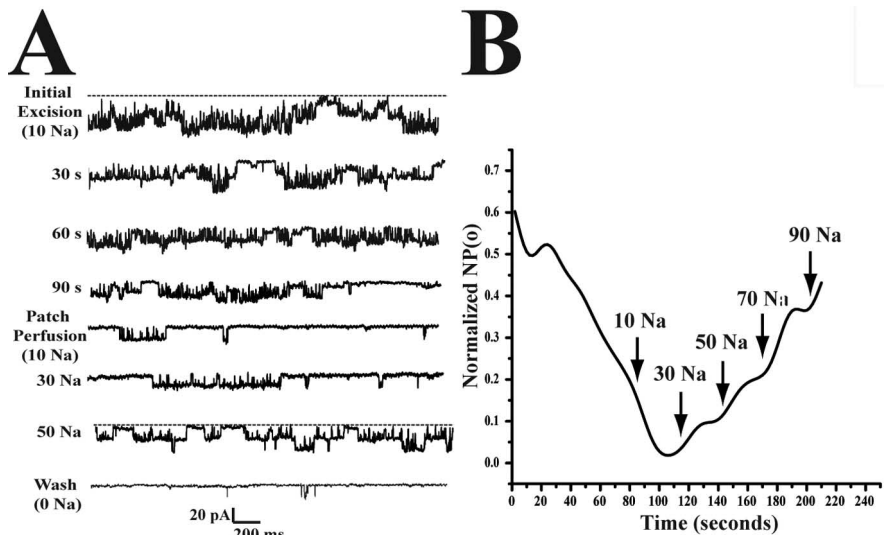 A
B
Initial
Excision
(10 Na)
30 s
60 s
90 s
Patch
Perfusion
(10 Na)
30 Na
50 Na
Wash
(0 Na)
20 pA
200 ms
Normalized NP(o)
0.7
0.6
0.5
0.4
0.3
0.2
0.1
0.0
10 Na
30 Na
50 Na
70 Na
90 Na
0 20 40 60 80 100 120 140 160 180 200 220 240
Time (seconds)